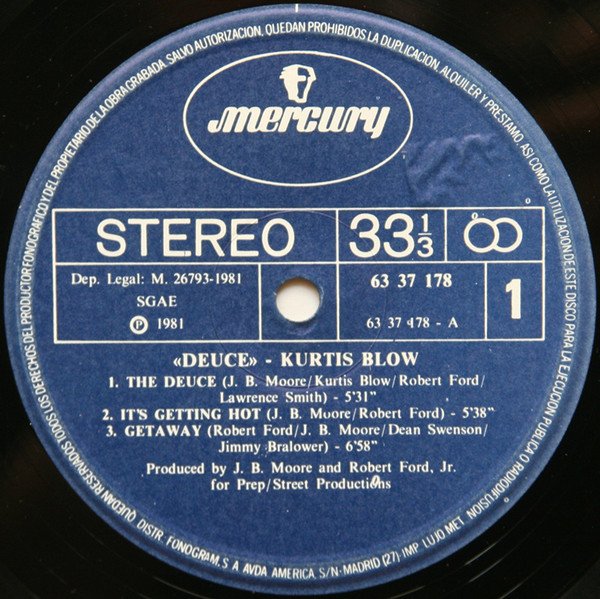 QUEDAN RESERVADOS TODOS LOS DERECHOS DEL PRODUCTOR FONOGRAFICO Y DEL PROPIETARIO DE LA OBRA GRABADA. SALVO AUTORIZACION, QUEDAN PROHIBIDOS LA DUPLICACION, ALQUILER Y PRESTAMO, ASI COMO LA UTILIZACION DE ESTE DISCO PARA LA EJECUCION PUBLICA O RADIODIFUSION
mercury
STEREO
33 1/3
Dep. Legal: M. 26793-1981
SGAE
℗ 1981
63 37 178
63 37 178 - A
1
«DEUCE» - KURTIS BLOW
1. THE DEUCE (J. B. Moore/Kurtis Blow/Robert Ford/
Lawrence Smith) - 5'31"
2. IT'S GETTING HOT (J. B. Moore/Robert Ford) - 5'38"
3. GETAWAY (Robert Ford/J. B. Moore/Dean Swenson/
Jimmy Bralower) - 6'58"
Produced by J. B. Moore and Robert Ford, Jr.
for Prep/Street Productions
DISTR. FONOGRAM, S A AVDA AMERICA, S/N - MADRID (27) - IMP LUJO MET